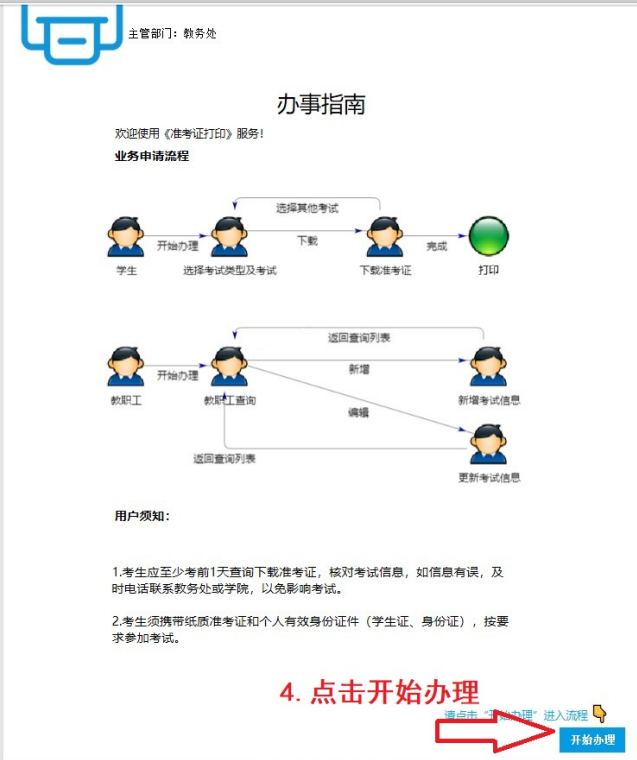 主管部门：教务处
办事指南
欢迎使用《准考证打印》服务！
业务申请流程
选择其他考试
开始办理
下载
完成
学生
选择考试类型及考试
下载准考证
打印
返回查询列表
开始办理
新增
教职工
教职工查询
新增考试信息
编辑
返回查询列表
更新考试信息
用户须知：
1.考生应至少考前1天查询下载准考证，核对考试信息，如信息有误，及
时电话联系教务处或学院，以免影响考试。
2.考生须携带纸质准考证和个人有效身份证件（学生证、身份证），按要
求参加考试。
4.点击开始办理
请点击“开始办理”进入流程
开始办理